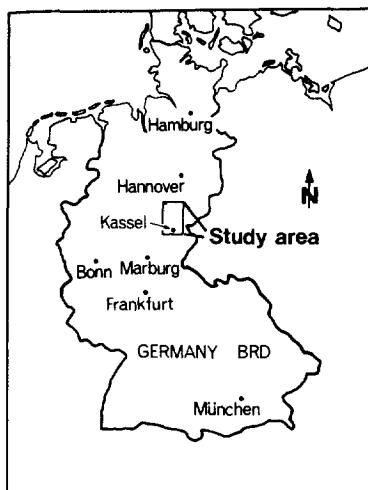 Hamburg
Hannover
N
Kassel
Study area
Bonn Marburg
Frankfurt
GERMANY BRD
München